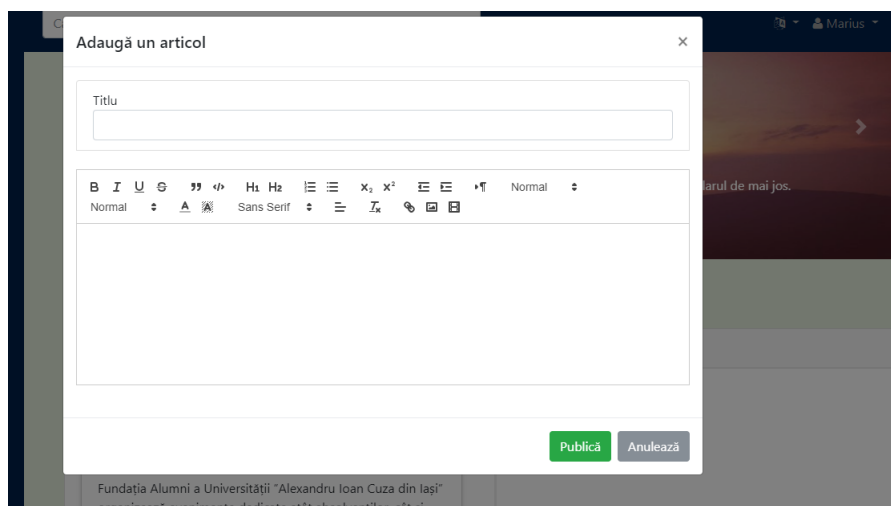 Marius
Adaugă un articol ×
Titlu
larul de mai jos.
B I U S ” </> H1 H2 X₂ X² ¶ Normal
Normal A A Sans Serif Tx
Publică Anulează
Fundația Alumni a Universității "Alexandru Ioan Cuza din Iași"